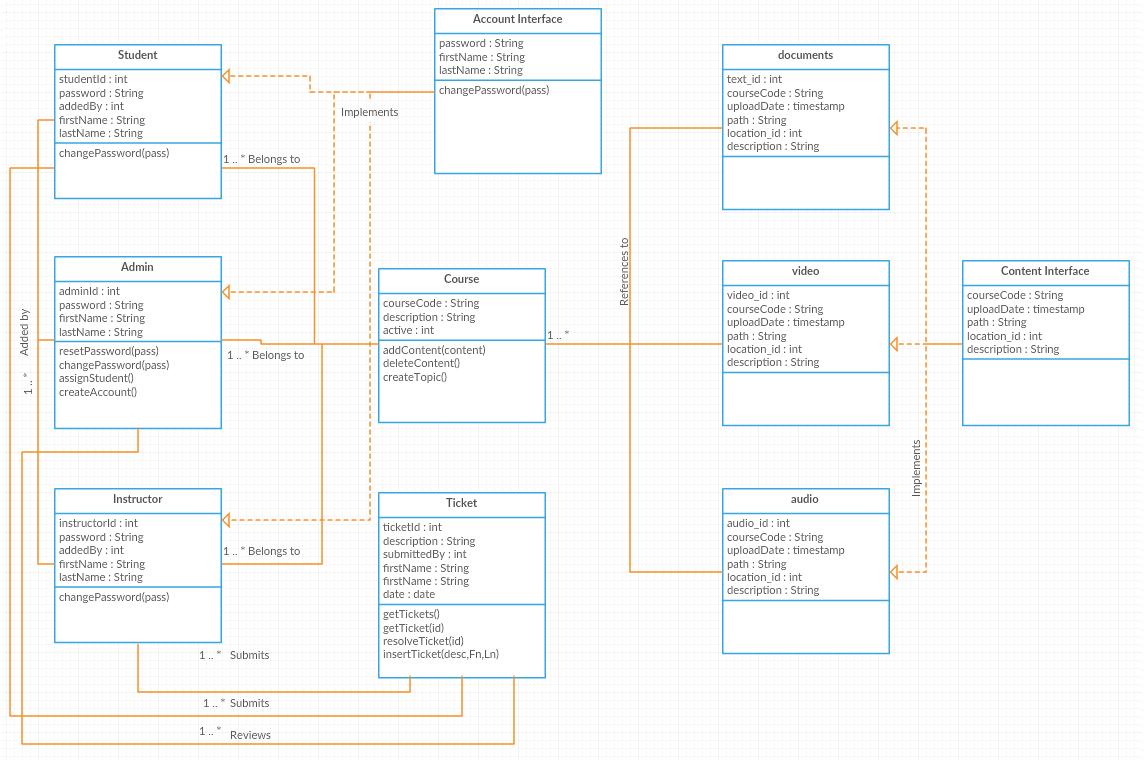 Account Interface
password : String
firstName : String
lastName : String
changePassword(pass)
Student
studentId : int
password : String
addedBy : int
firstName : String
lastName : String
changePassword(pass)
documents
text_id : int
courseCode : String
uploadDate : timestamp
path : String
location_id : int
description : String
Implements
1 .. * Belongs to
Admin
adminId : int
password : String
firstName : String
lastName : String
resetPassword(pass)
changePassword(pass)
assignStudent()
createAccount()
Course
courseCode : String
description : String
active : int
addContent(content)
deleteContent()
createTopic()
References to
video
video_id : int
courseCode : String
uploadDate : timestamp
path : String
location_id : int
description : String
Content Interface
courseCode : String
uploadDate : timestamp
path : String
location_id : int
description : String
Added by
1 .. *
1 .. * Belongs to
1 .. *
Implements
Instructor
instructorId : int
password : String
addedBy : int
firstName : String
lastName : String
changePassword(pass)
1 .. * Belongs to
Ticket
ticketId : int
description : String
submittedBy : int
firstName : String
firstName : String
date : date
getTickets()
getTicket(id)
resolveTicket(id)
insertTicket(desc,Fn,Ln)
audio
audio_id : int
courseCode : String
uploadDate : timestamp
path : String
location_id : int
description : String
1 .. * Submits
1 .. * Submits
1 .. * Reviews